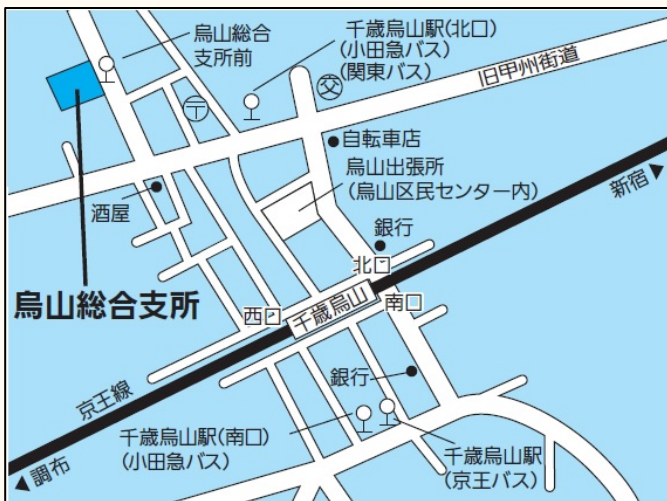 烏山総合
支所前
千歳烏山駅(北口)
(小田急バス)
(関東バス)
旧甲州街道
〒
交
自転車店
烏山出張所
(烏山区民センター内)
新宿▶
酒屋
銀行
北口
烏山総合支所
西口
千歳烏山
南口
銀行
京王線
千歳烏山駅(南口)
(小田急バス)
千歳烏山駅
(京王バス)
◀調布